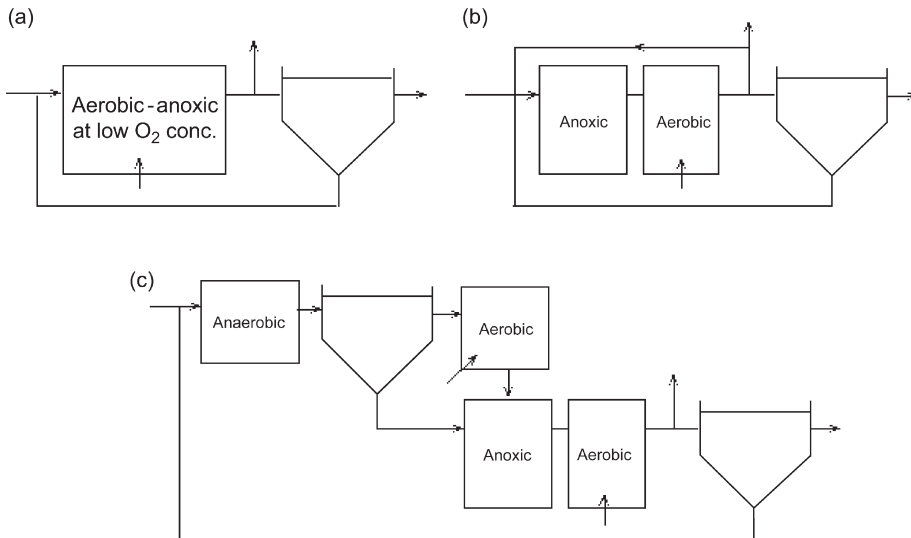 (a)
Aerobic-anoxic
at low O₂ conc.
(b)
Anoxic
Aerobic
(c)
Anaerobic
Aerobic
Anoxic
Aerobic